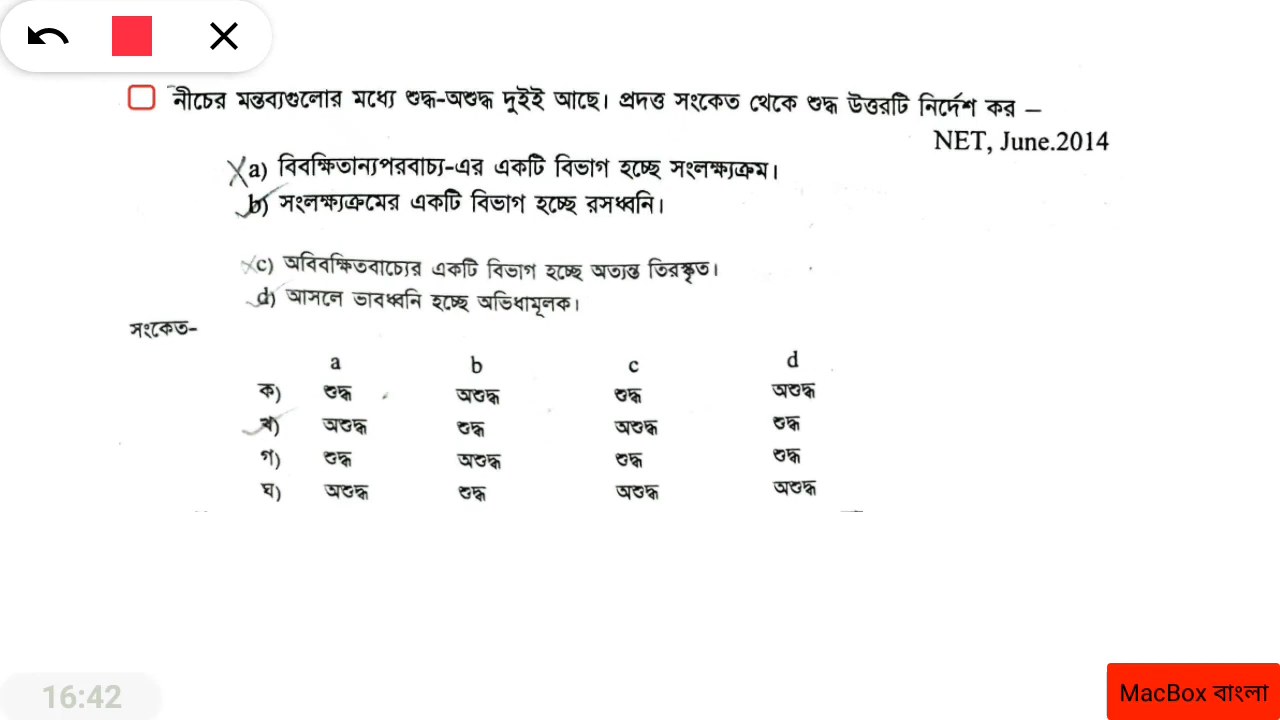 নীচের মন্তব্যগুলোর মধ্যে শুদ্ধ-অশুদ্ধ দুইই আছে। প্রদত্ত সংকেত থেকে শুদ্ধ উত্তরটি নির্দেশ কর –
NET, June.2014
a) বিবক্ষিতান্যপরবাচ্য-এর একটি বিভাগ হচ্ছে সংলক্ষ্যক্রম।
b) সংলক্ষ্যক্রমের একটি বিভাগ হচ্ছে রসধ্বনি।
c) অবিবক্ষিতবাচ্যের একটি বিভাগ হচ্ছে অত্যন্ত তিরস্কৃত।
d) আসলে ভাবধ্বনি হচ্ছে অভিধামূলক।
সংকেত-
a b c d
ক) শুদ্ধ অশুদ্ধ শুদ্ধ অশুদ্ধ
খ) অশুদ্ধ শুদ্ধ অশুদ্ধ শুদ্ধ
গ) শুদ্ধ অশুদ্ধ শুদ্ধ শুদ্ধ
ঘ) অশুদ্ধ শুদ্ধ অশুদ্ধ অশুদ্ধ
16:42
MacBox বাংলা